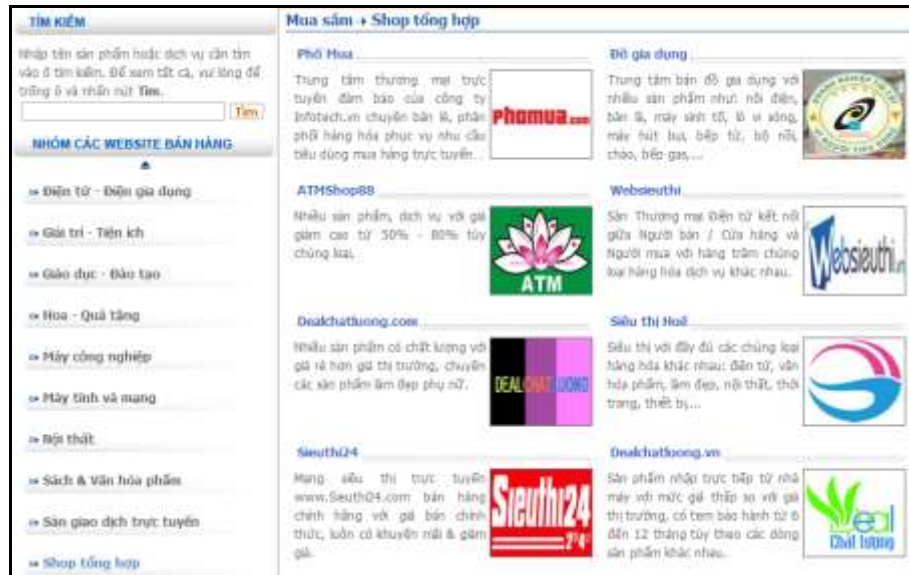 TÌM KIẾM
Nhập tên sản phẩm hoặc dịch vụ cần tìm
vào ô tìm kiếm. Để xem tất cả, vui lòng để
trống ô và nhấn nút Tìm.
Tìm
NHÓM CÁC WEBSITE BÁN HÀNG
Điện tử - Điện gia dụng
Giải trí - Tiện ích
Giáo dục - Đào tạo
Hoa - Quà tặng
Máy công nghiệp
Máy tính và mạng
Nội thất
Sách & Văn hóa phẩm
Sàn giao dịch trực tuyến
Shop tổng hợp
Mua sắm → Shop tổng hợp
Phố Mua
Trung tâm thương mại trực
tuyến đảm bảo của công ty
Infotech.vn chuyên bán lẻ, phân
phối hàng hóa phục vụ nhu cầu
tiêu dùng mua hàng trực tuyến...
Phomua.com
Đồ gia dụng
Trung tâm bán đồ gia dụng với
nhiều sản phẩm như: nồi điện,
bàn là, máy sinh tố, lò vi sóng,
máy hút bụi, bếp từ, bộ nồi,
chảo, bếp gas,...
ATMShop88
Nhiều sản phẩm, dịch vụ với giá
giảm cao từ 50% - 80% tùy
chủng loại.
ATM
Websieuthi
Sàn Thương mại Điện tử kết nối
giữa Người bán / Cửa hàng và
Người mua với hàng trăm chủng
loại hàng hóa dịch vụ khác nhau.
Websieuthi.vn
Dealchatluong.com
Nhiều sản phẩm có chất lượng với
giá rẻ hơn giá thị trường, chuyên
các sản phẩm làm đẹp phụ nữ.
DEALCHATLUONG
Siêu thị Huế
Siêu thị với đầy đủ các chủng loại
hàng hóa khác nhau: điện tử, văn
hóa phẩm, làm đẹp, nội thất, thời
trang, thiết bị,...
Sieuthi24
Mạng siêu thị trực tuyến
www.Sieuthi24.com bán hàng
chính hãng với giá bán chính
thức, luôn có khuyến mãi & giảm
giá.
Sieuthi24
Dealchatluong.vn
Sản phẩm nhập trực tiếp từ nhà
máy với mức giá thấp so với giá
thị trường, có tem bảo hành từ 6
đến 12 tháng tùy theo các dòng
sản phẩm khác nhau.
Deal
Chất lượng